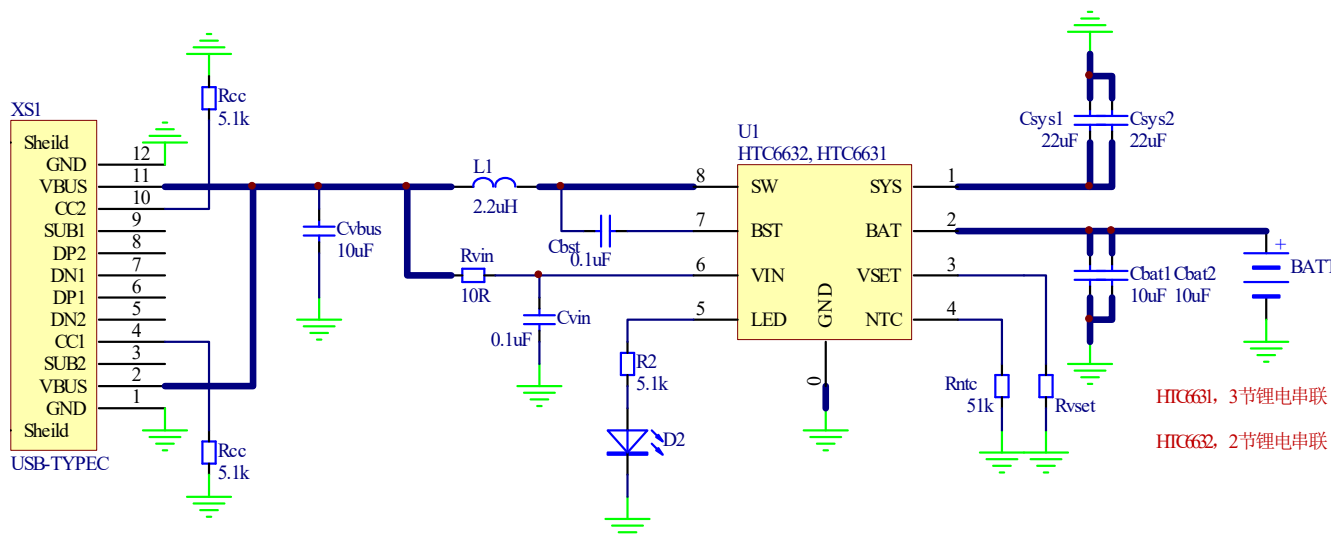 XS1
Sheild
GND 12
VBUS 11
CC2 10
SUB1 9
DP2 8
DN1 7
DP1 6
DN2 5
CC1 4
SUB2 3
VBUS 2
GND 1
Sheild
USB-TYPEC
Rcc
5.1k
Rcc
5.1k
Cvbus
10uF
L1
2.2uH
Cbst
0.1uF
Rvin
10R
Cvin
0.1uF
R2
5.1k
D2
U1
HTC6632, HTC6631
8 SW
7 BST
6 VIN
5 LED
GND
0
SYS 1
BAT 2
VSET 3
NTC 4
Csys1
22uF
Csys2
22uF
Cbat1 Cbat2
10uF 10uF
+
BATT
Rntc
51k
Rvset
HTC6631，3节锂电串联
HTC6632，2节锂电串联